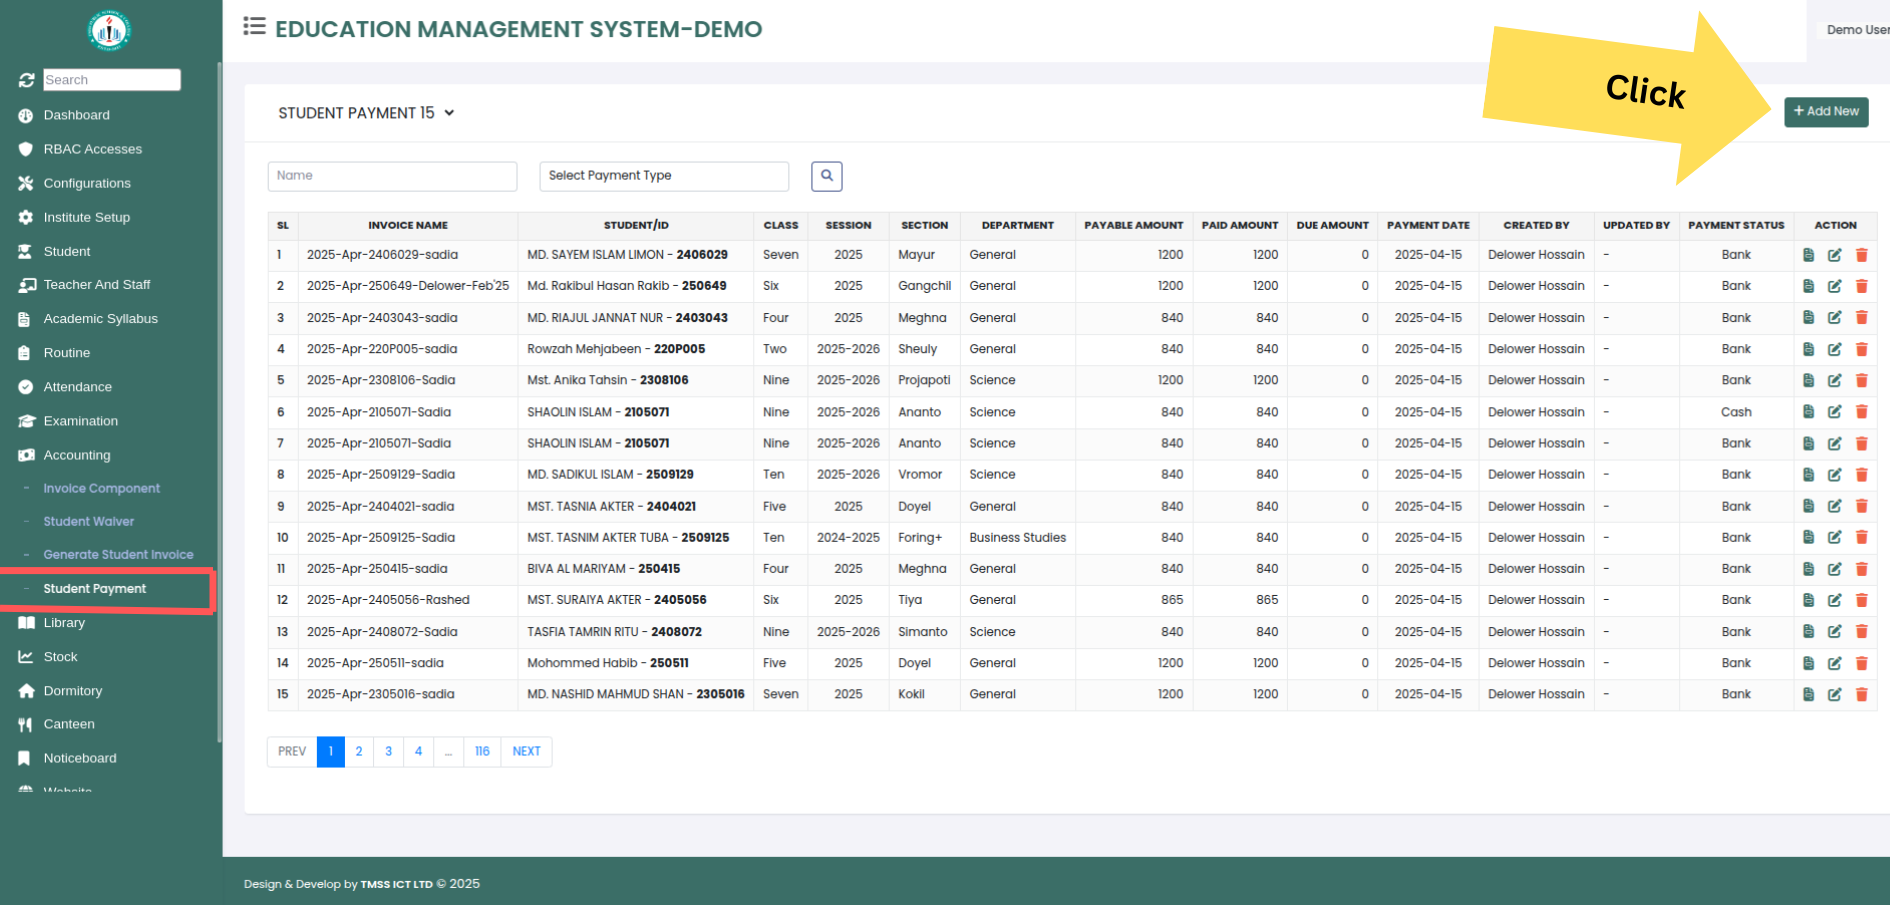 EDUCATION MANAGEMENT SYSTEM-DEMO
Demo User
Search
Dashboard
RBAC Accesses
Configurations
Institute Setup
Student
Teacher And Staff
Academic Syllabus
Routine
Attendance
Examination
Accounting
- Invoice Component
- Student Waiver
- Generate Student Invoice
- Student Payment
Library
Stock
Dormitory
Canteen
Noticeboard
Website
STUDENT PAYMENT 15
Click
+ Add New
Name
Select Payment Type
SL INVOICE NAME STUDENT/ID CLASS SESSION SECTION DEPARTMENT PAYABLE AMOUNT PAID AMOUNT DUE AMOUNT PAYMENT DATE CREATED BY UPDATED BY PAYMENT STATUS ACTION
1 2025-Apr-2406029-sadia MD. SAYEM ISLAM LIMON - 2406029 Seven 2025 Mayur General 1200 1200 0 2025-04-15 Delower Hossain - Bank
2 2025-Apr-250649-Delower-Feb'25 Md. Rakibul Hasan Rakib - 250649 Six 2025 Gangchil General 1200 1200 0 2025-04-15 Delower Hossain - Bank
3 2025-Apr-2403043-sadia MD. RIAJUL JANNAT NUR - 2403043 Four 2025 Meghna General 840 840 0 2025-04-15 Delower Hossain - Bank
4 2025-Apr-220P005-sadia Rowzah Mehjabeen - 220P005 Two 2025-2026 Sheuly General 840 840 0 2025-04-15 Delower Hossain - Bank
5 2025-Apr-2308106-Sadia Mst. Anika Tahsin - 2308106 Nine 2025-2026 Projapoti Science 1200 1200 0 2025-04-15 Delower Hossain - Bank
6 2025-Apr-2105071-Sadia SHAOLIN ISLAM - 2105071 Nine 2025-2026 Ananto Science 840 840 0 2025-04-15 Delower Hossain - Cash
7 2025-Apr-2105071-Sadia SHAOLIN ISLAM - 2105071 Nine 2025-2026 Ananto Science 840 840 0 2025-04-15 Delower Hossain - Bank
8 2025-Apr-2509129-Sadia MD. SADIKUL ISLAM - 2509129 Ten 2025-2026 Vromor Science 840 840 0 2025-04-15 Delower Hossain - Bank
9 2025-Apr-2404021-sadia MST. TASNIA AKTER - 2404021 Five 2025 Doyel General 840 840 0 2025-04-15 Delower Hossain - Bank
10 2025-Apr-2509125-Sadia MST. TASNIM AKTER TUBA - 2509125 Ten 2024-2025 Foring+ Business Studies 840 840 0 2025-04-15 Delower Hossain - Bank
11 2025-Apr-250415-sadia BIVA AL MARIYAM - 250415 Four 2025 Meghna General 840 840 0 2025-04-15 Delower Hossain - Bank
12 2025-Apr-2405056-Rashed MST. SURAIYA AKTER - 2405056 Six 2025 Tiya General 865 865 0 2025-04-15 Delower Hossain - Bank
13 2025-Apr-2408072-Sadia TASFIA TAMRIN RITU - 2408072 Nine 2025-2026 Simanto Science 840 840 0 2025-04-15 Delower Hossain - Bank
14 2025-Apr-250511-sadia Mohommed Habib - 250511 Five 2025 Doyel General 1200 1200 0 2025-04-15 Delower Hossain - Bank
15 2025-Apr-2305016-sadia MD. NASHID MAHMUD SHAN - 2305016 Seven 2025 Kokil General 1200 1200 0 2025-04-15 Delower Hossain - Bank
PREV 1 2 3 4 ... 116 NEXT
Design & Develop by TMSS ICT LTD © 2025